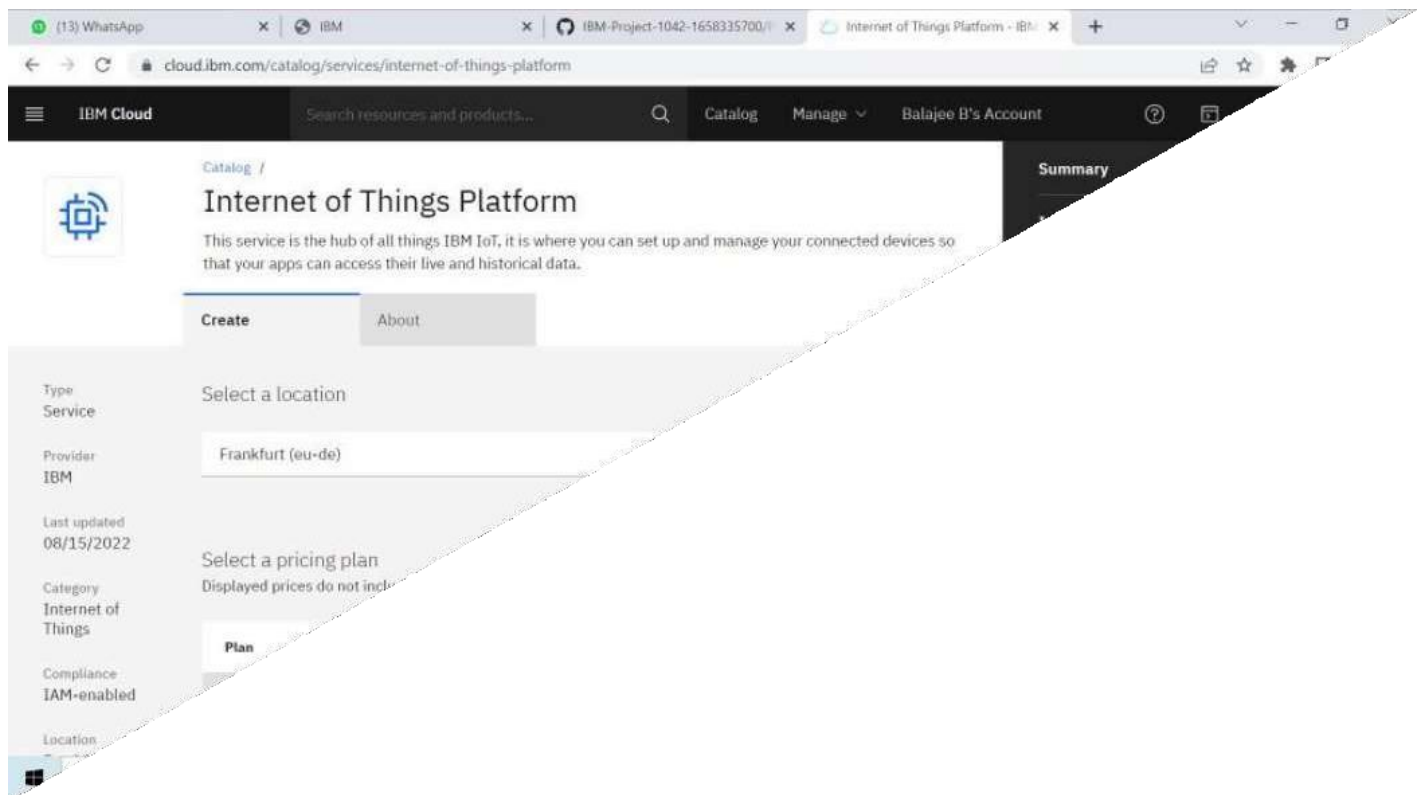 (13) WhatsApp
IBM
IBM-Project-1042-1658335700/
Internet of Things Platform - IBM
cloud.ibm.com/catalog/services/internet-of-things-platform
IBM Cloud
Search resources and products...
Catalog
Manage
Balajee B's Account
Catalog /
Internet of Things Platform
This service is the hub of all things IBM IoT, it is where you can set up and manage your connected devices so
that your apps can access their live and historical data.
Summary
Create
About
Type
Service
Provider
IBM
Last updated
08/15/2022
Category
Internet of
Things
Compliance
IAM-enabled
Location
Select a location
Frankfurt (eu-de)
Select a pricing plan
Displayed prices do not
Plan